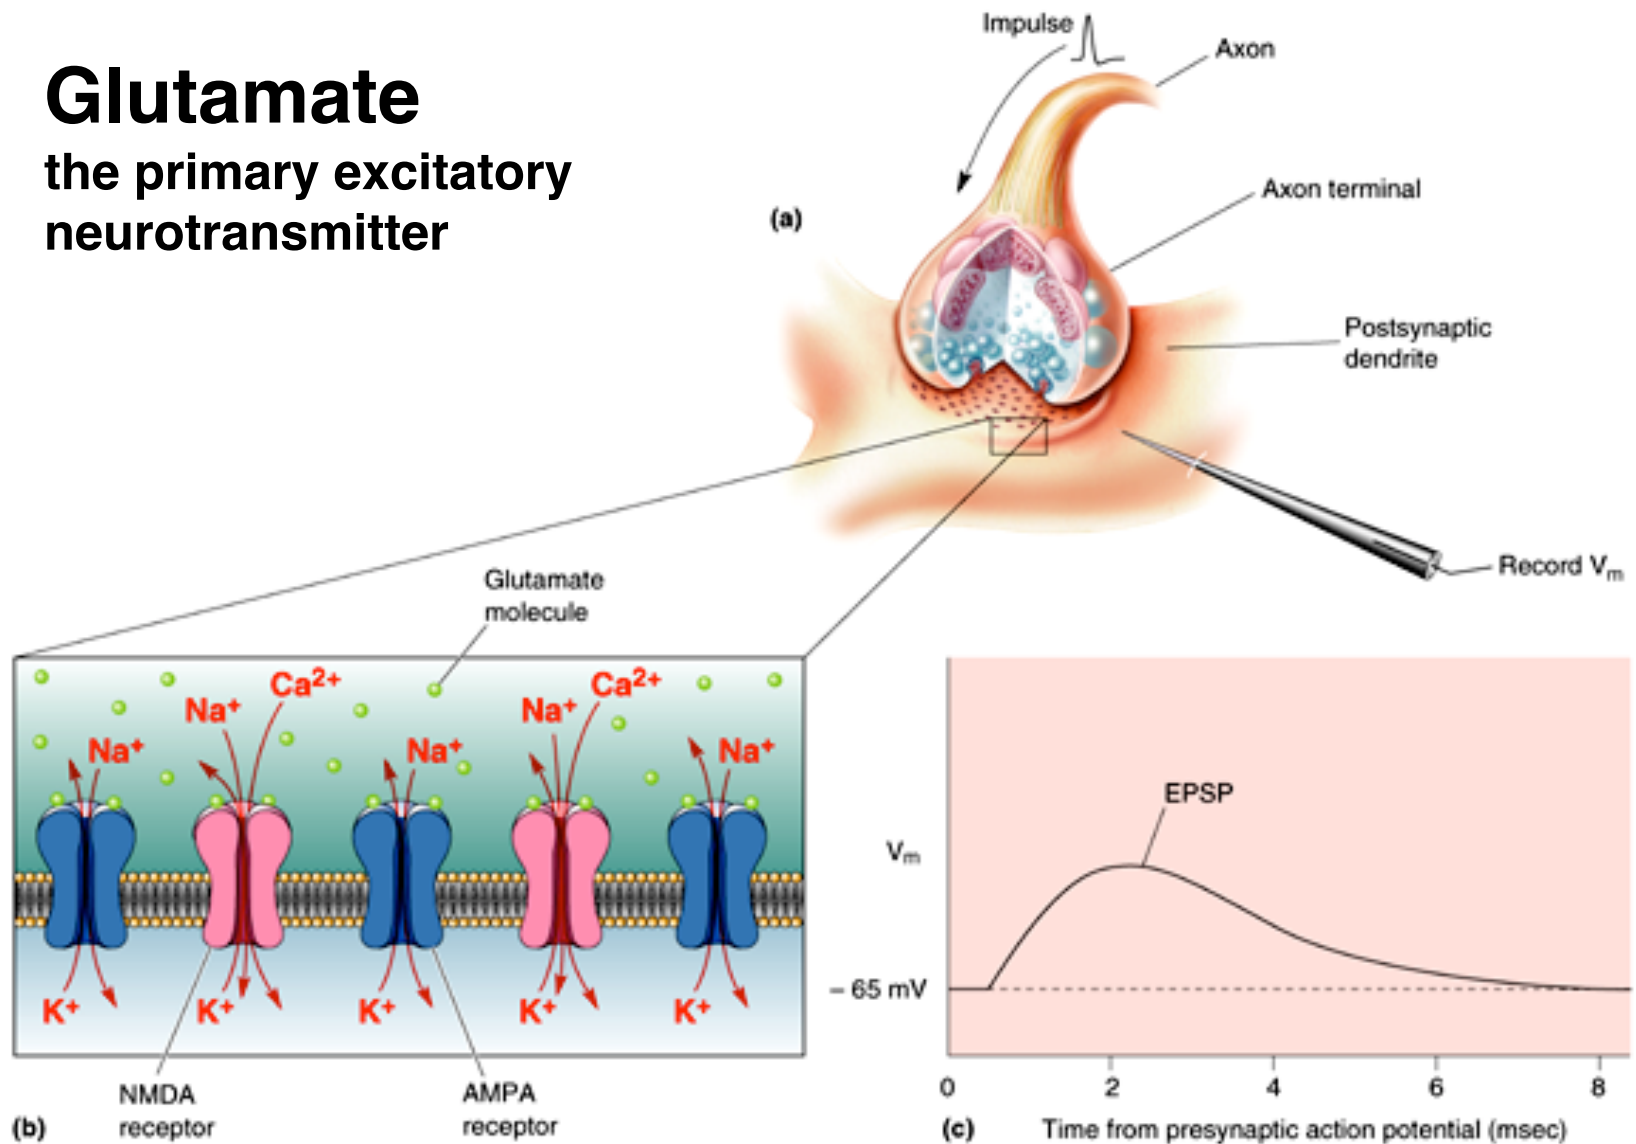 Glutamate
the primary excitatory
neurotransmitter
Impulse
Axon
Axon terminal
(a)
Postsynaptic
dendrite
Record Vm
Glutamate
molecule
Ca²⁺
Ca²⁺
Na⁺
Na⁺
Na⁺
Na⁺
Na⁺
K⁺
K⁺
K⁺
K⁺
K⁺
NMDA
receptor
AMPA
receptor
(b)
EPSP
Vm
– 65 mV
0 2 4 6 8
(c) Time from presynaptic action potential (msec)